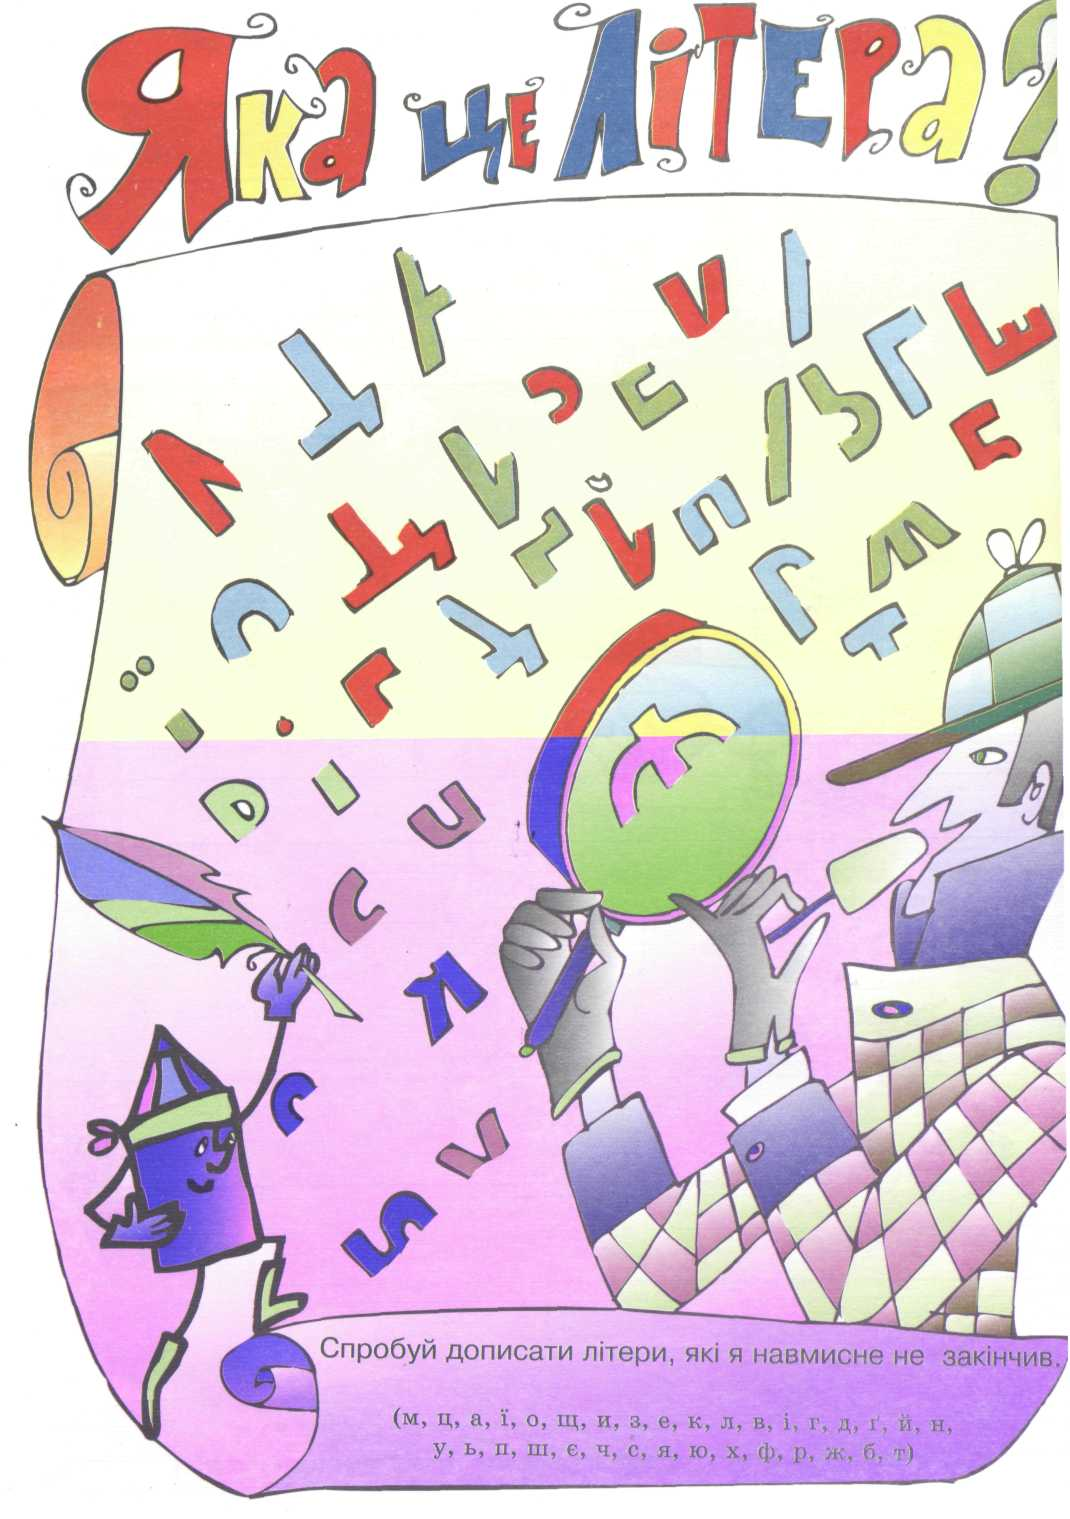 Яка це літера?
Спробуй дописати літери, які я навмисне не закінчив.
(м, ц, а, ї, о, щ, и, з, е, к, л, в, і, г, д, ґ, й, н,
у, ь, п, ш, є, ч, с, я, ю, х, ф, р, ж, б, т)